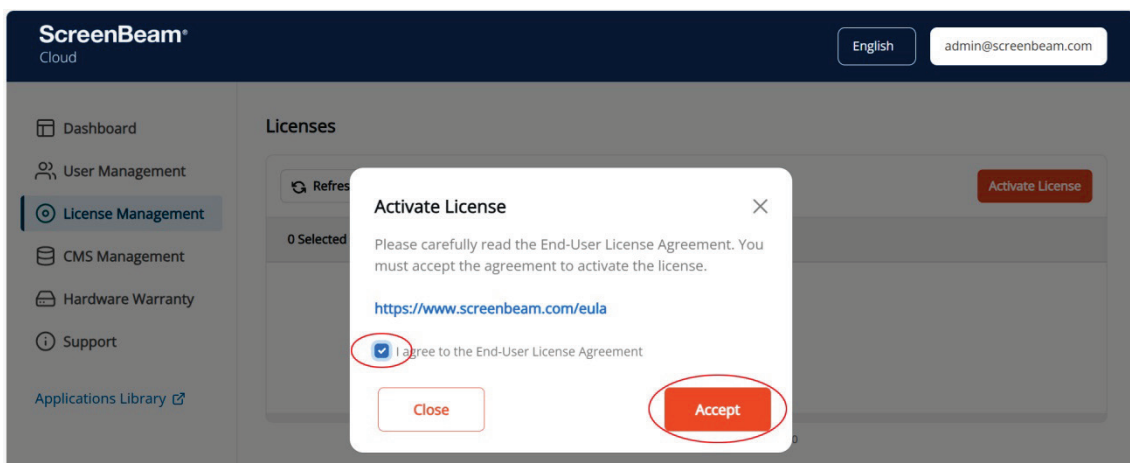 ScreenBeam®
Cloud
English
admin@screenbeam.com
Dashboard
User Management
License Management
CMS Management
Hardware Warranty
Support
Applications Library
Licenses
Refres
Activate License
0 Selected
Activate License
Please carefully read the End-User License Agreement. You
must accept the agreement to activate the license.
https://www.screenbeam.com/eula
I agree to the End-User License Agreement
Close
Accept